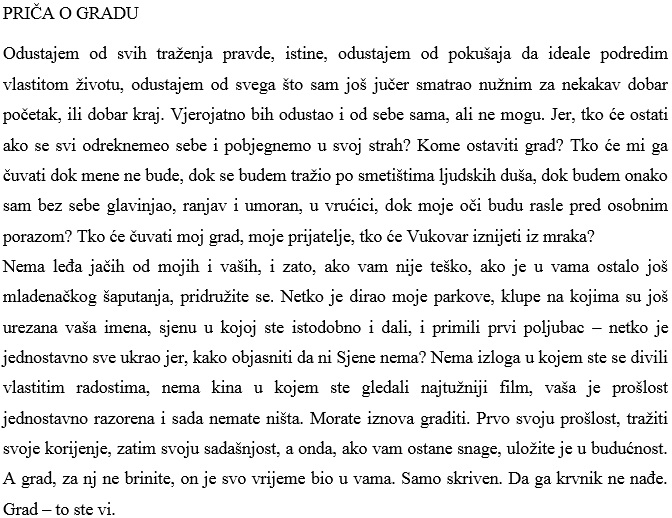 PRIČA O GRADU
Odustajem od svih traženja pravde, istine, odustajem od pokušaja da ideale podredim
vlastitom životu, odustajem od svega što sam još jučer smatrao nužnim za nekakav dobar
početak, ili dobar kraj. Vjerojatno bih odustao i od sebe sama, ali ne mogu. Jer, tko će ostati
ako se svi odreknemeo sebe i pobjegnemo u svoj strah? Kome ostaviti grad? Tko će mi ga
čuvati dok mene ne bude, dok se budem tražio po smetištima ljudskih duša, dok budem onako
sam bez sebe glavinjao, ranjav i umoran, u vrućici, dok moje oči budu rasle pred osobnim
porazom? Tko će čuvati moj grad, moje prijatelje, tko će Vukovar iznijeti iz mraka?
Nema leđa jačih od mojih i vaših, i zato, ako vam nije teško, ako je u vama ostalo još
mladenačkog šaputanja, pridružite se. Netko je dirao moje parkove, klupe na kojima su još
urezana vaša imena, sjenu u kojoj ste istodobno i dali, i primili prvi poljubac – netko je
jednostavno sve ukrao jer, kako objasniti da ni Sjene nema? Nema izloga u kojem ste se divili
vlastitim radostima, nema kina u kojem ste gledali najtužniji film, vaša je prošlost
jednostavno razorena i sada nemate ništa. Morate iznova graditi. Prvo svoju prošlost, tražiti
svoje korijenje, zatim svoju sadašnjost, a onda, ako vam ostane snage, uložite je u budućnost.
A grad, za nj ne brinite, on je svo vrijeme bio u vama. Samo skriven. Da ga krvnik ne nađe.
Grad – to ste vi.